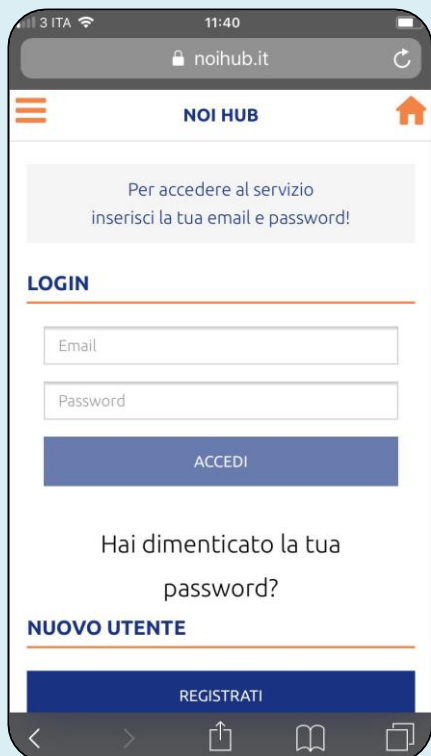 3 ITA
11:40
noihub.it
NOI HUB
Per accedere al servizio
inserisci la tua email e password!
LOGIN
Email
Password
ACCEDI
Hai dimenticato la tua
password?
NUOVO UTENTE
REGISTRATI